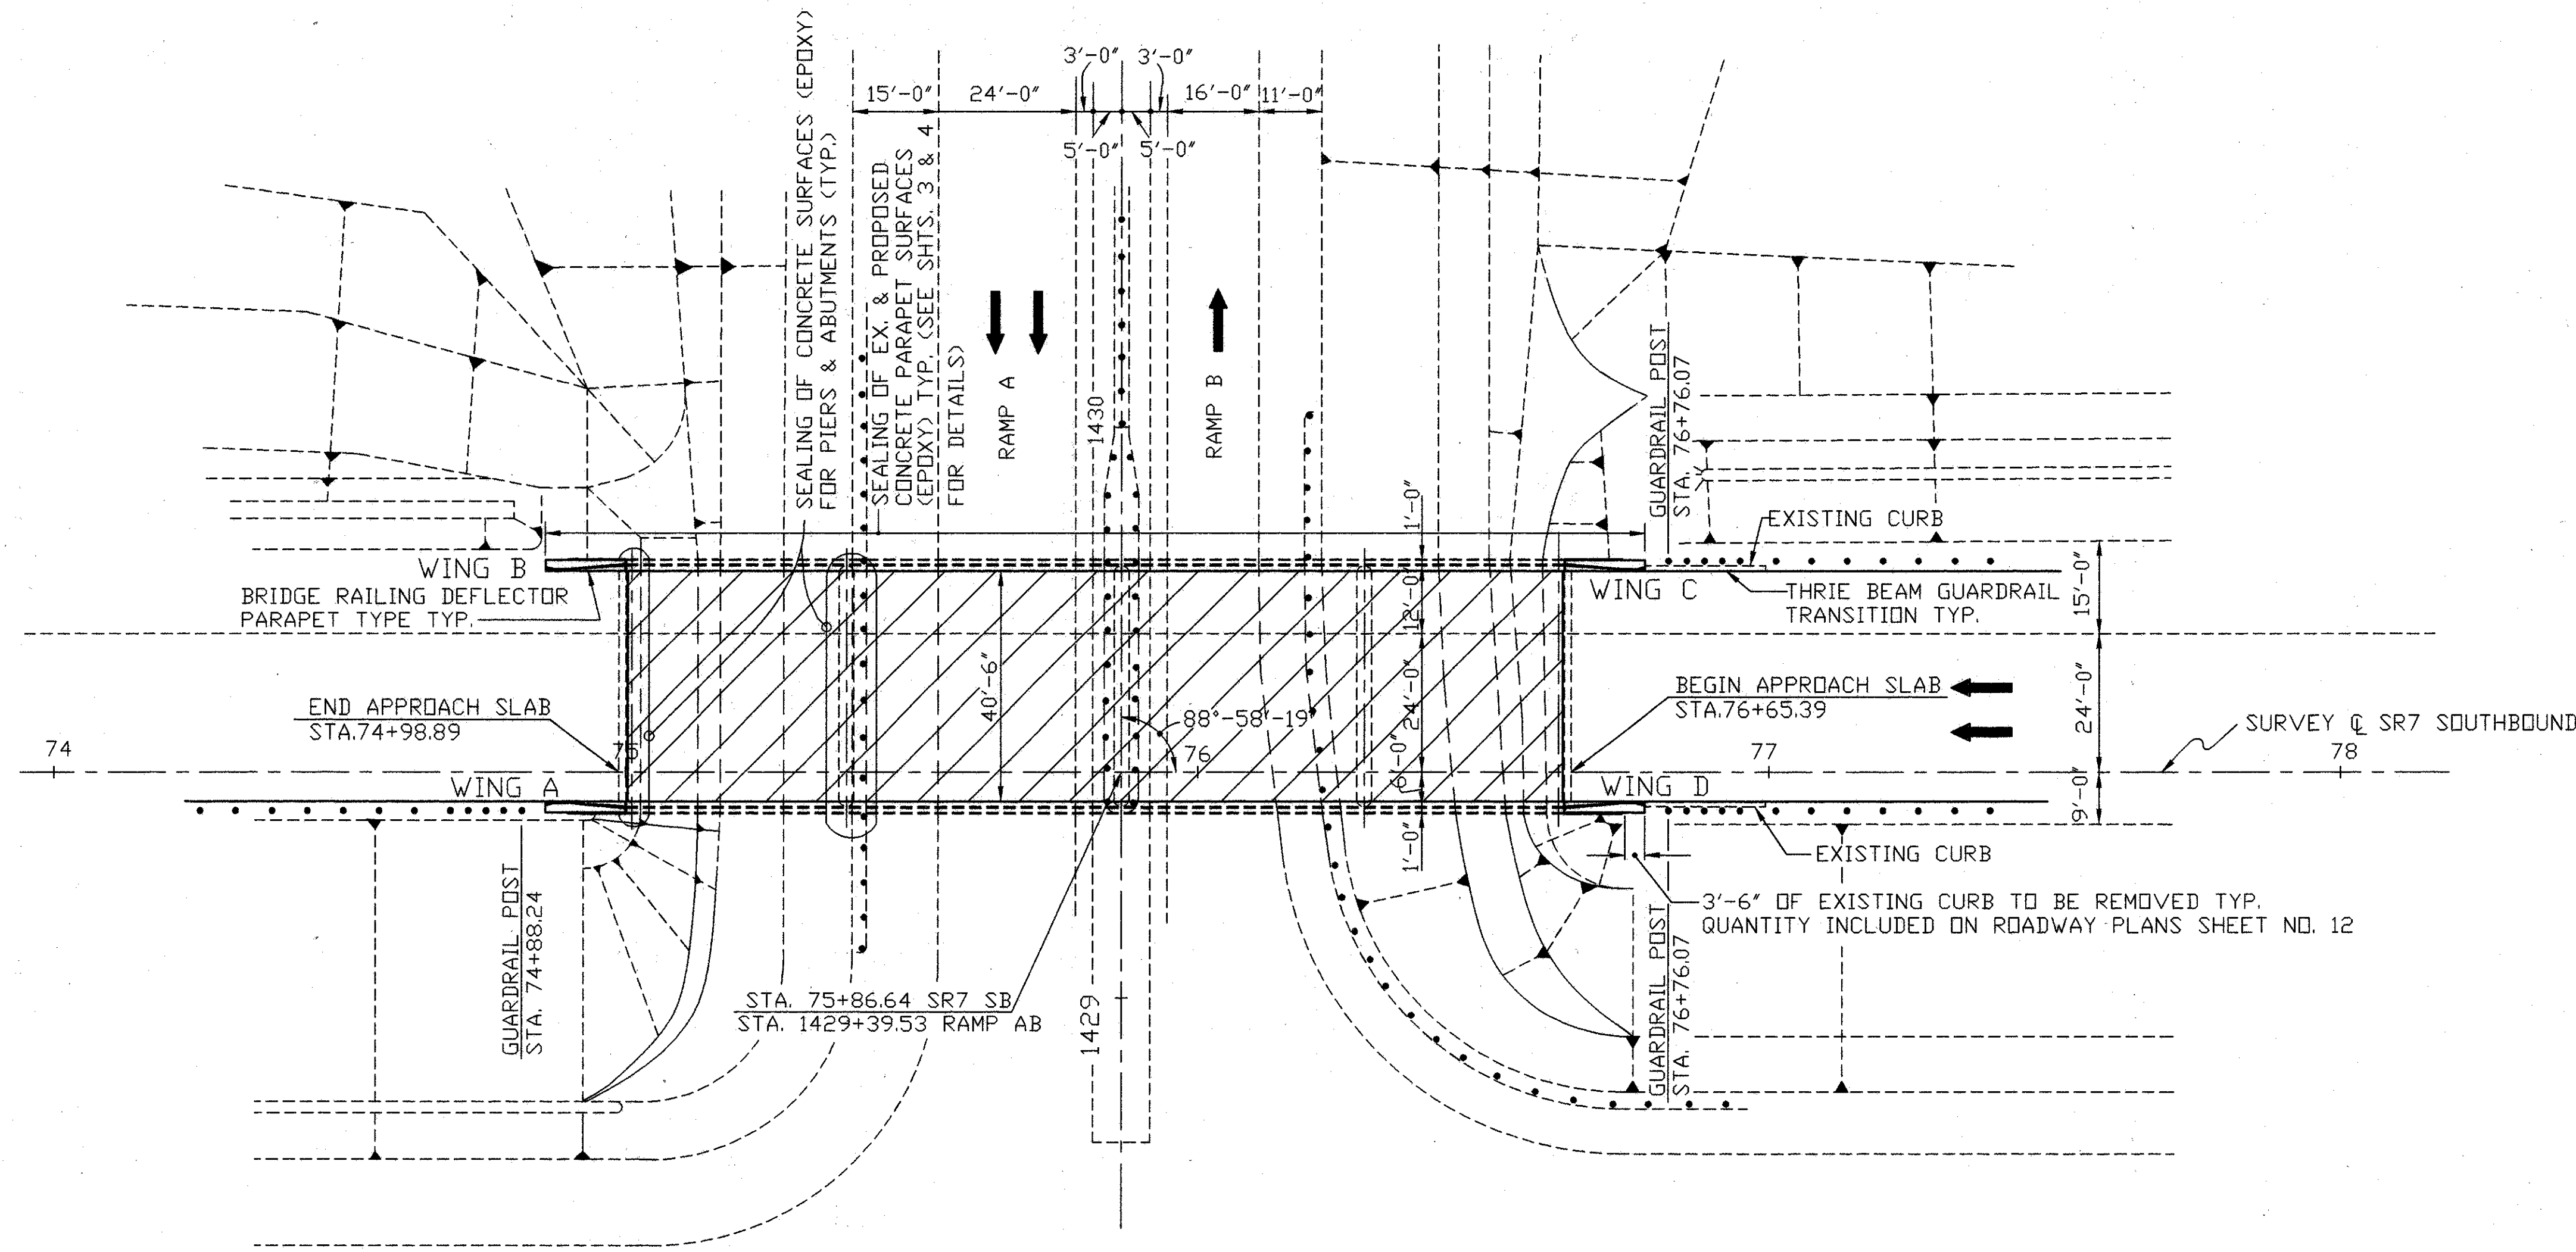 3'-0" 3'-0"
15'-0" 24'-0" 16'-0" 11'-0"
5'-0" 5'-0"
SEALING OF CONCRETE SURFACES (EPOXY)
FOR PIERS & ABUTMENTS (TYP.)
SEALING OF EX. & PROPOSED
CONCRETE PARAPET SURFACES
(EPOXY) TYP. (SEE SHTS. 3 & 4
FOR DETAILS)
RAMP A
1430
RAMP B
GUARDRAIL POST
STA. 76+76.07
1'-0"
EXISTING CURB
WING B
BRIDGE RAILING DEFLECTOR
PARAPET TYPE TYP.
WING C
THRIE BEAM GUARDRAIL
TRANSITION TYP.
12'-0"
15'-0"
40'-6"
24'-0"
24'-0"
END APPROACH SLAB
STA.74+98.89
BEGIN APPROACH SLAB
STA.76+65.39
88°-58'-19"
SURVEY ℄ SR7 SOUTHBOUND
74
75
76
77
78
WING A
6'-0"
WING D
9'-0"
1'-0"
EXISTING CURB
3'-6" OF EXISTING CURB TO BE REMOVED TYP.
QUANTITY INCLUDED ON ROADWAY PLANS SHEET NO. 12
GUARDRAIL POST
STA. 74+88.24
STA. 75+86.64 SR7 SB
STA. 1429+39.53 RAMP AB
1429
GUARDRAIL POST
STA. 76+76.07